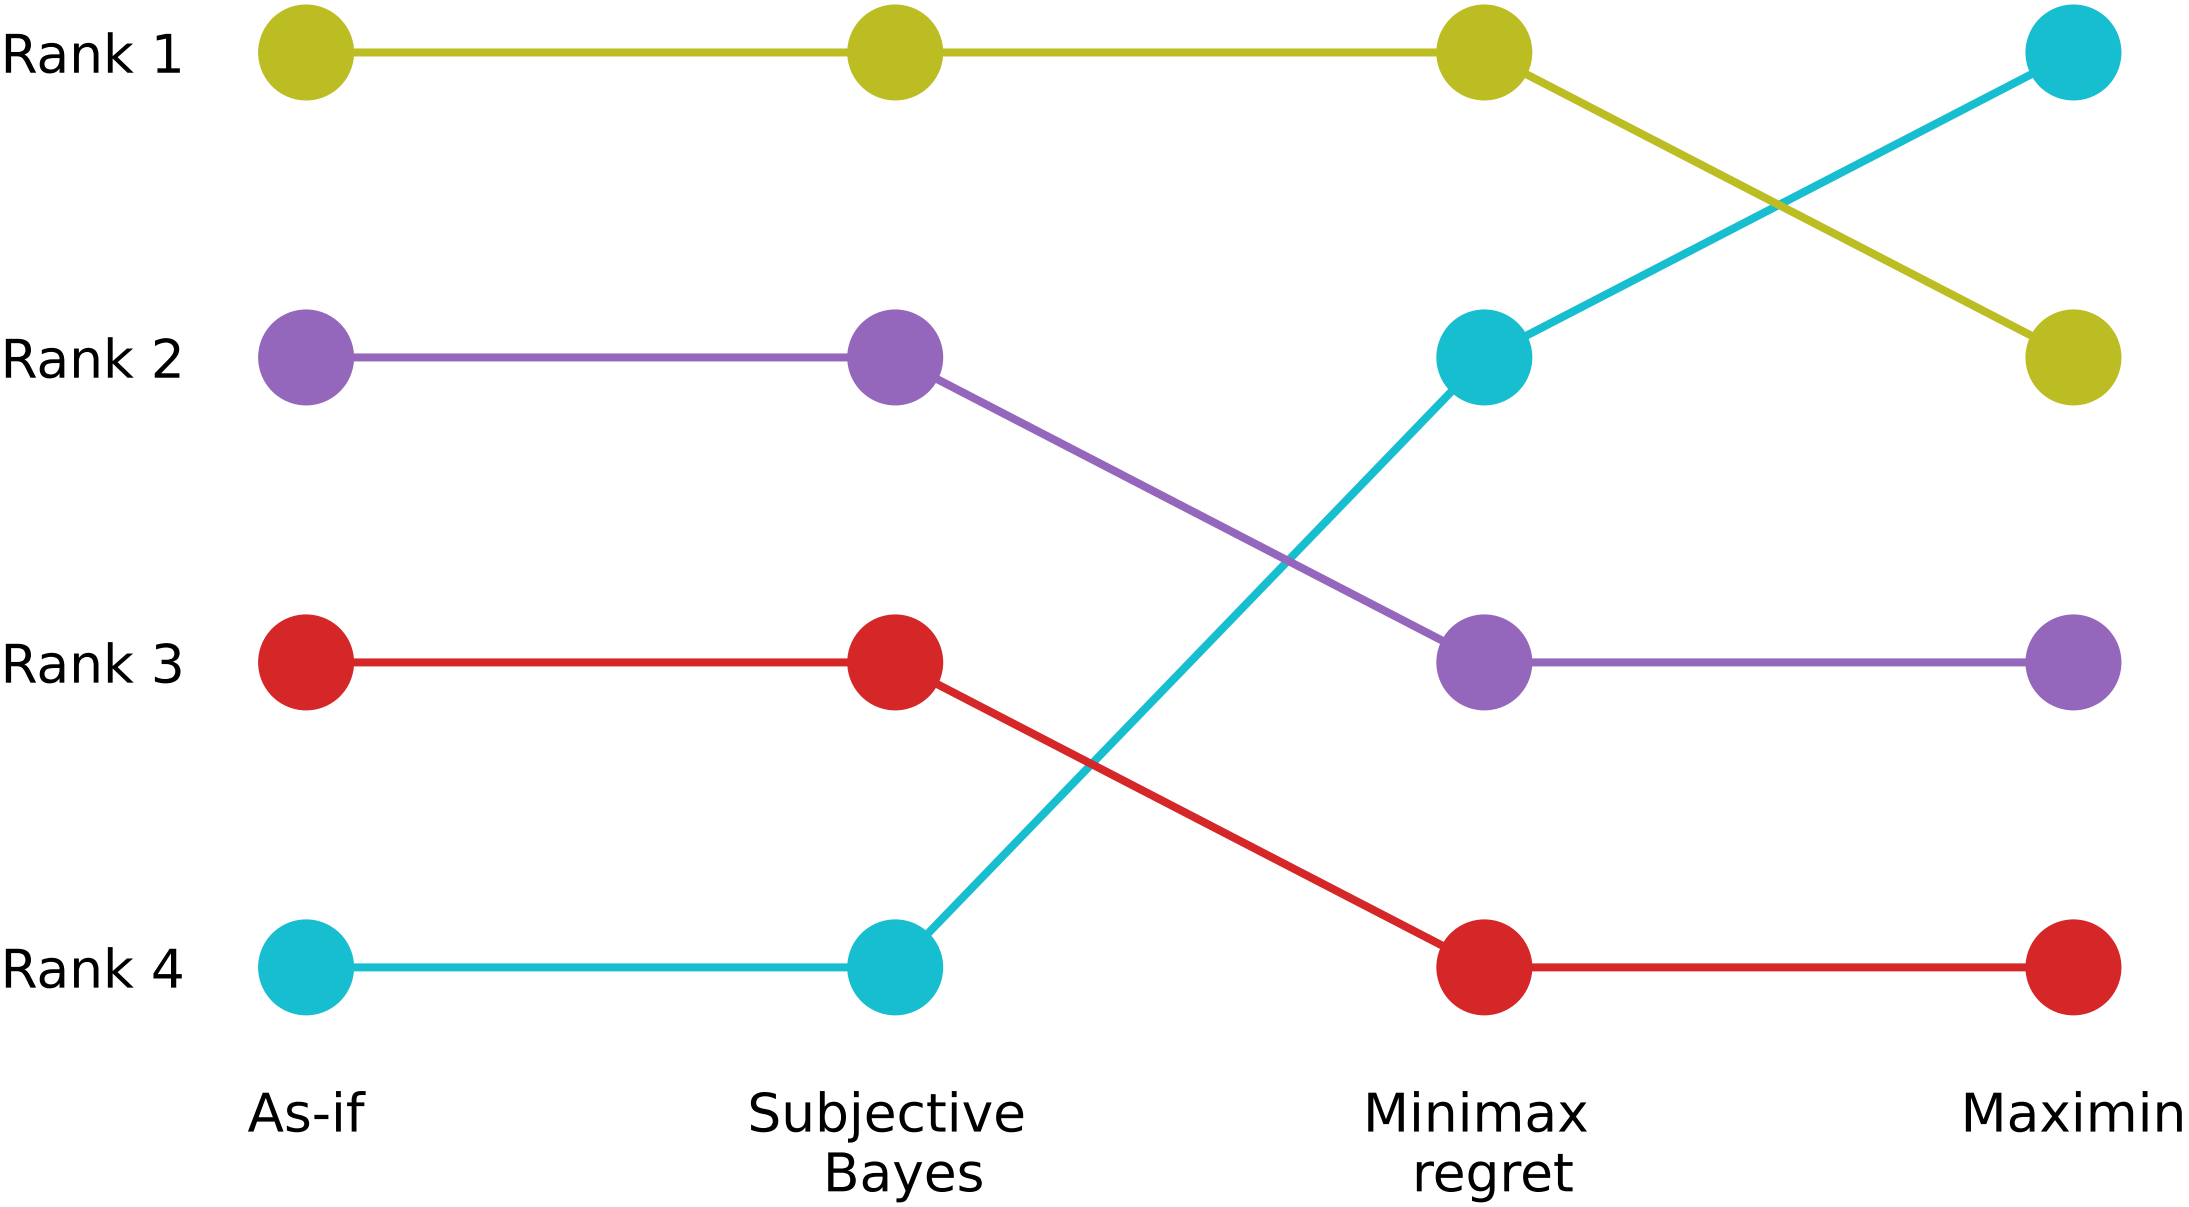 Rank 1
Rank 2
Rank 3
Rank 4
As-if
Subjective
Bayes
Minimax
regret
Maximin